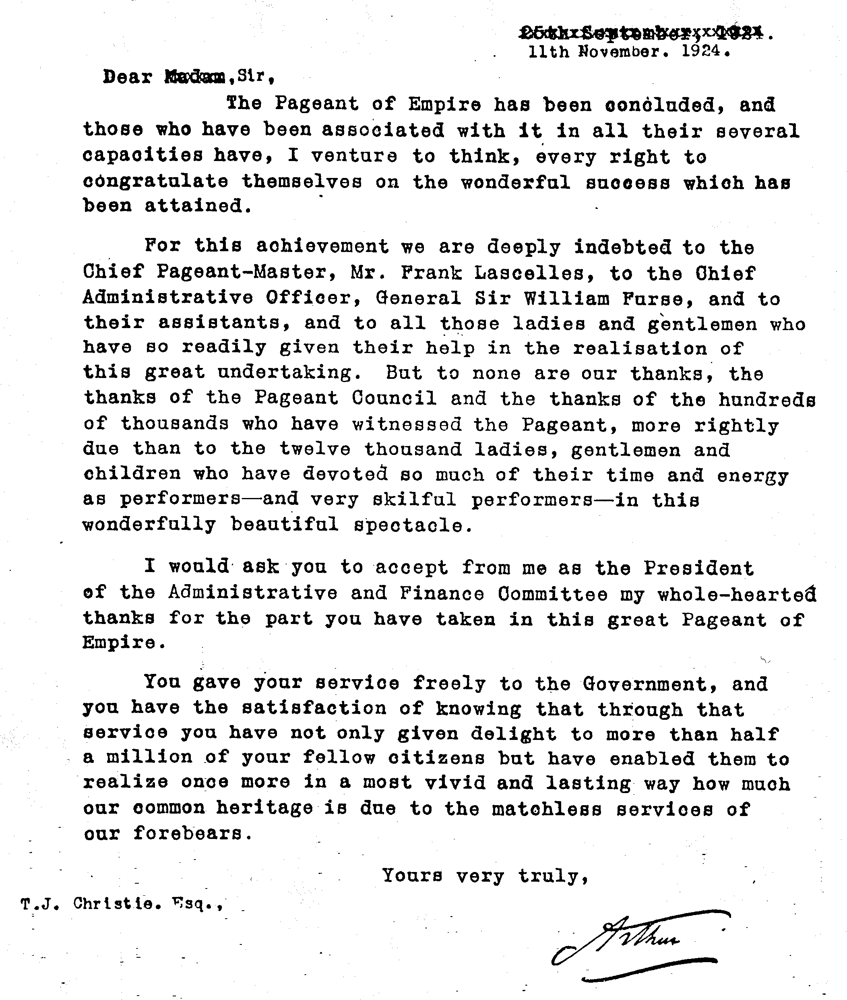 25th September, 1924.
11th November. 1924.
Dear Madam,Sir,
The Pageant of Empire has been concluded, and
those who have been associated with it in all their several
capacities have, I venture to think, every right to
congratulate themselves on the wonderful success which has
been attained.
For this achievement we are deeply indebted to the
Chief Pageant-Master, Mr. Frank Lascelles, to the Chief
Administrative Officer, General Sir William Furse, and to
their assistants, and to all those ladies and gentlemen who
have so readily given their help in the realisation of
this great undertaking. But to none are our thanks, the
thanks of the Pageant Council and the thanks of the hundreds
of thousands who have witnessed the Pageant, more rightly
due than to the twelve thousand ladies, gentlemen and
children who have devoted so much of their time and energy
as performers—and very skilful performers—in this
wonderfully beautiful spectacle.
I would ask you to accept from me as the President
of the Administrative and Finance Committee my whole-hearted
thanks for the part you have taken in this great Pageant of
Empire.
You gave your service freely to the Government, and
you have the satisfaction of knowing that through that
service you have not only given delight to more than half
a million of your fellow citizens but have enabled them to
realize once more in a most vivid and lasting way how much
our common heritage is due to the matchless services of
our forebears.
Yours very truly,
T.J. Christie. Esq.,
Arthur